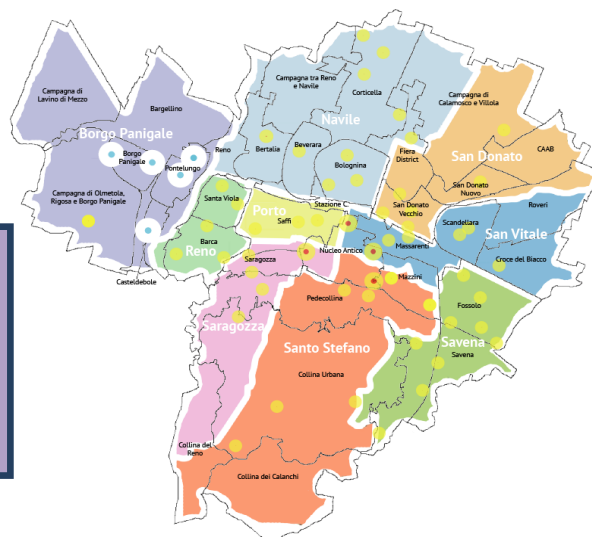 Campagna di
Lavino di Mezzo
Bargellino
Borgo Panigale
Borgo
Panigale
Pontelungo
Campagna di Olmetola,
Rigosa e Borgo Panigale
Casteldebole
Reno
Campagna tra Reno
e Navile
Corticella
Navile
Bertalia
Beverara
Bolognina
Fiera
District
Campagna di
Calamosco e Villola
San Donato
CAAB
San Donato
Nuovo
San Donato
Vecchio
Santa Viola
Porto
Saffi
Stazione C.
Barca
Reno
Saragozza
Nucleo Antico
Massarenti
Scandellara
Roveri
San Vitale
Croce del Biacco
Mazzini
Pedecollina
Fossolo
Saragozza
Santo Stefano
Savena
Savena
Collina Urbana
Collina del
Reno
Collina dei Calanchi